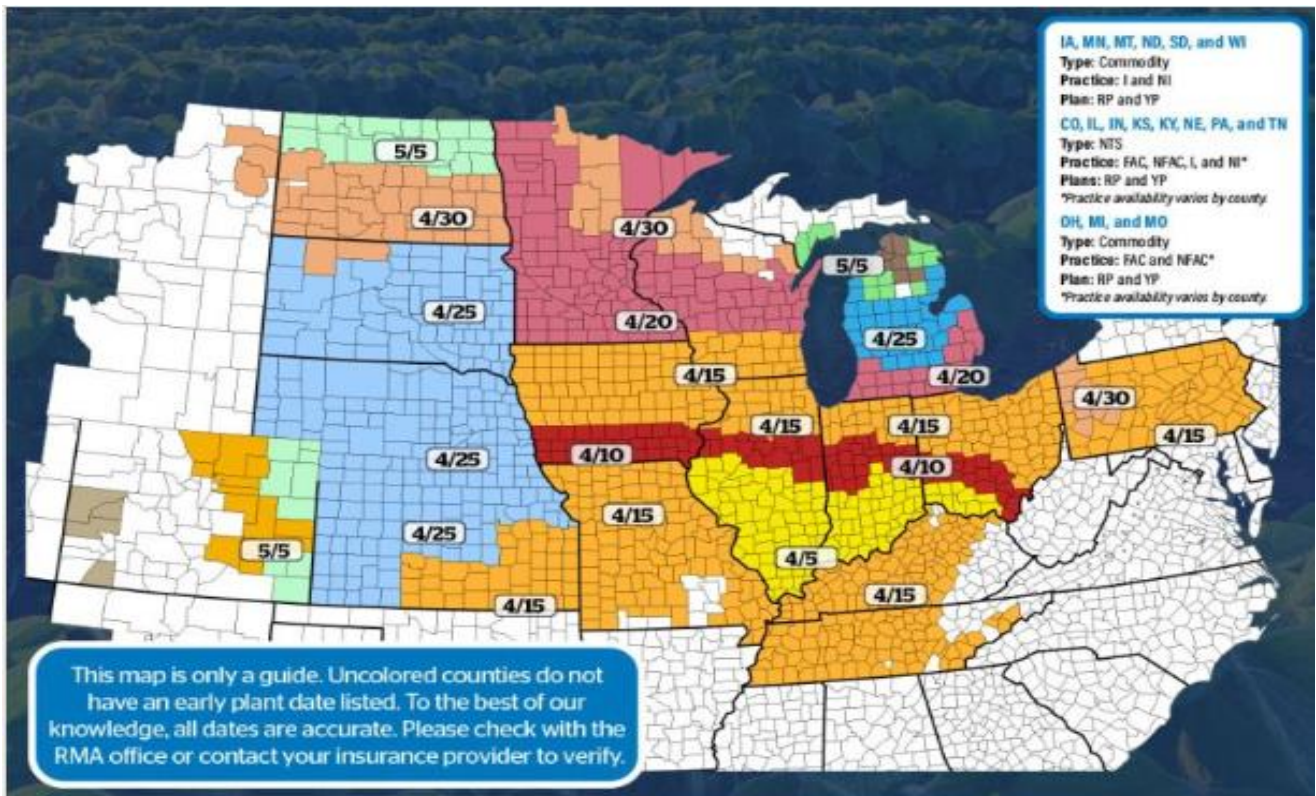 IA, MN, MT, ND, SD, and WI
Type: Commodity
Practice: I and NI
Plan: RP and YP
CO, IL, IN, KS, KY, NE, PA, and TN
Type: NTS
Practice: FAC, NFAC, I, and NI*
Plans: RP and YP
*Practice availability varies by county.
OH, MI, and MO
Type: Commodity
Practice: FAC and NFAC*
Plan: RP and YP
*Practice availability varies by county.
5/5
4/30
4/30
5/5
4/25
4/20
4/25
4/20
4/15
4/30
4/15
4/15
4/15
4/25
4/10
4/10
4/15
4/25
5/5
4/5
4/15
4/15
This map is only a guide. Uncolored counties do not
have an early plant date listed. To the best of our
knowledge, all dates are accurate. Please check with the
RMA office or contact your insurance provider to verify.